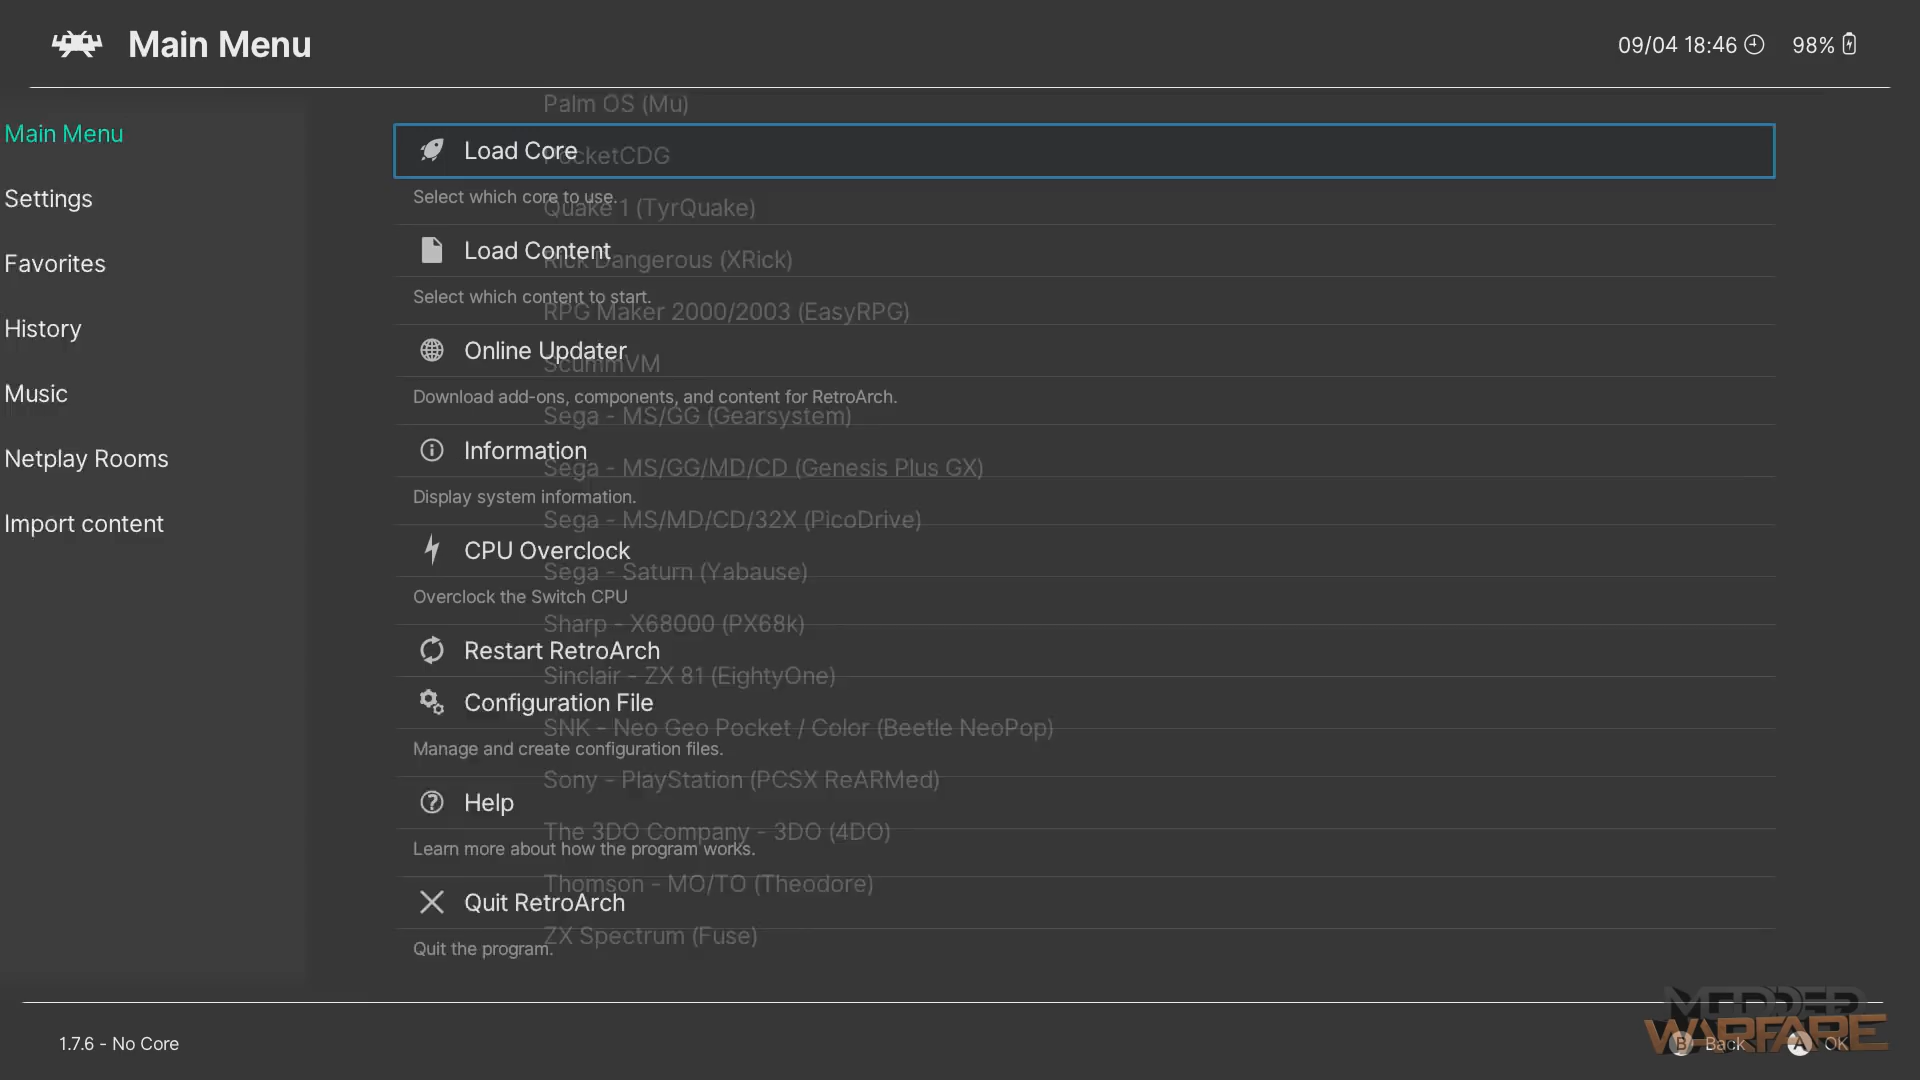 Main Menu
09/04 18:46 98%
Main Menu
Settings
Favorites
History
Music
Netplay Rooms
Import content
Palm OS (Mu)
Load Core
PocketCDG
Select which core to use.
Quake 1 (TyrQuake)
Load Content
Rick Dangerous (XRick)
Select which content to start.
RPG Maker 2000/2003 (EasyRPG)
Online Updater
ScummVM
Download add-ons, components, and content for RetroArch.
Sega - MS/GG (Gearsystem)
Information
Sega - MS/GG/MD/CD (Genesis Plus GX)
Display system information.
Sega - MS/MD/CD/32X (PicoDrive)
CPU Overclock
Sega - Saturn (Yabause)
Overclock the Switch CPU
Sharp - X68000 (PX68k)
Restart RetroArch
Sinclair - ZX 81 (EightyOne)
Configuration File
SNK - Neo Geo Pocket / Color (Beetle NeoPop)
Manage and create configuration files.
Sony - PlayStation (PCSX ReARMed)
Help
The 3DO Company - 3DO (4DO)
Learn more about how the program works.
Thomson - MO/TO (Theodore)
Quit RetroArch
ZX Spectrum (Fuse)
Quit the program.
MODDED
WARFARE
1.7.6 - No Core
B Back A OK